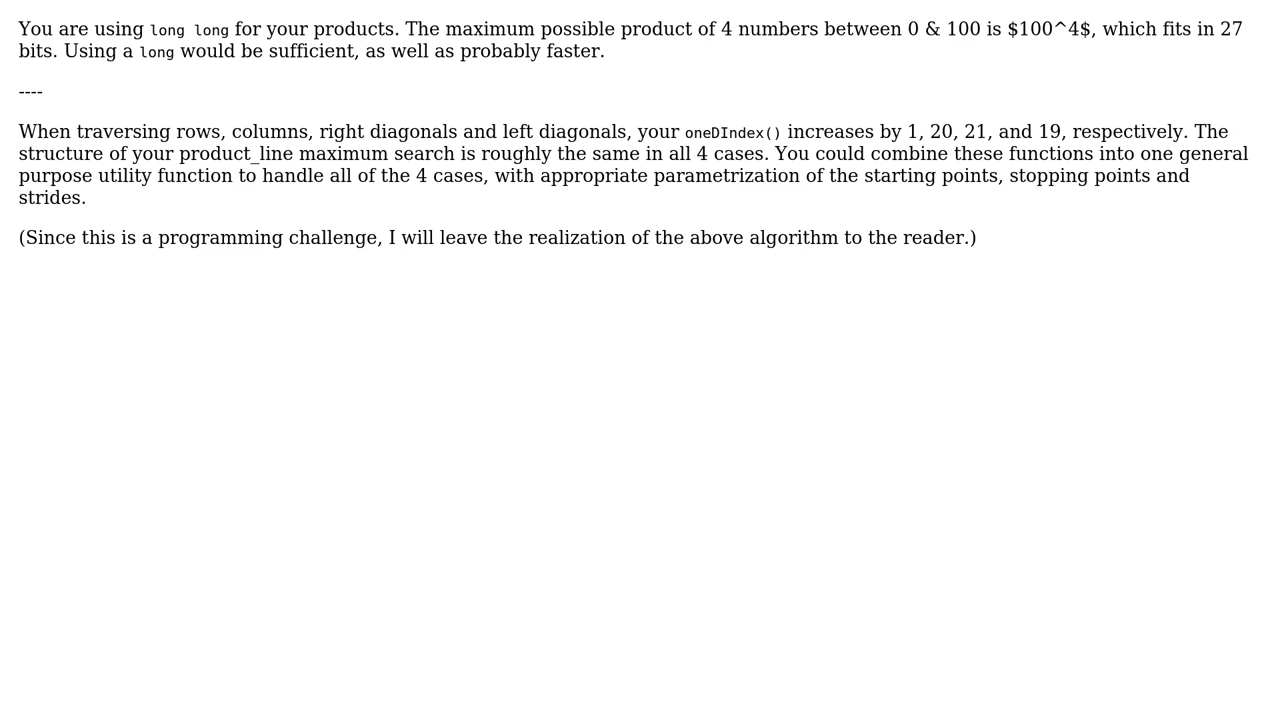 You are using long long for your products. The maximum possible product of 4 numbers between 0 & 100 is $100^4$, which fits in 27
bits. Using a long would be sufficient, as well as probably faster.
----
When traversing rows, columns, right diagonals and left diagonals, your oneDIndex() increases by 1, 20, 21, and 19, respectively. The
structure of your product_line maximum search is roughly the same in all 4 cases. You could combine these functions into one general
purpose utility function to handle all of the 4 cases, with appropriate parametrization of the starting points, stopping points and
strides.
(Since this is a programming challenge, I will leave the realization of the above algorithm to the reader.)